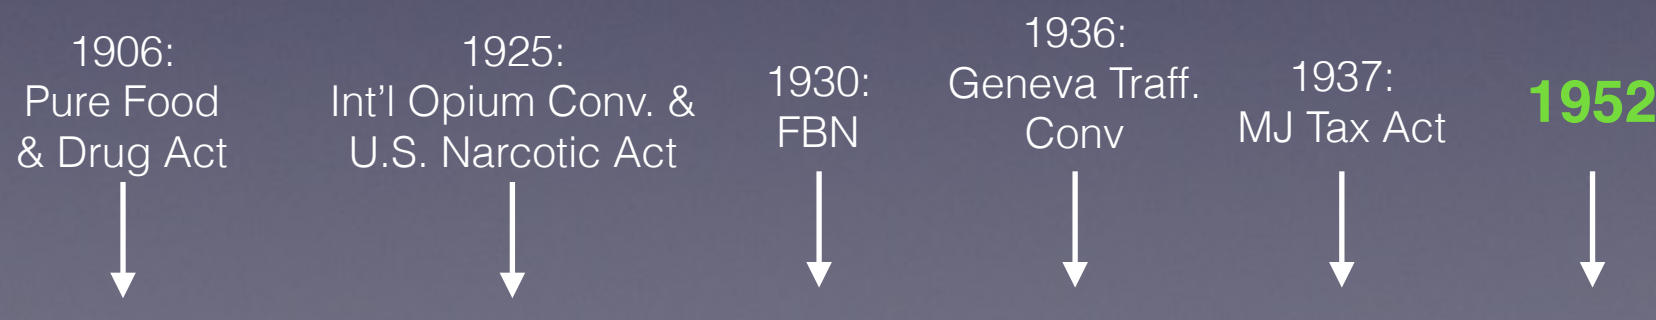 1906:
Pure Food
& Drug Act
1925:
Int'l Opium Conv. &
U.S. Narcotic Act
1930:
FBN
1936:
Geneva Traff.
Conv
1937:
MJ Tax Act
1952